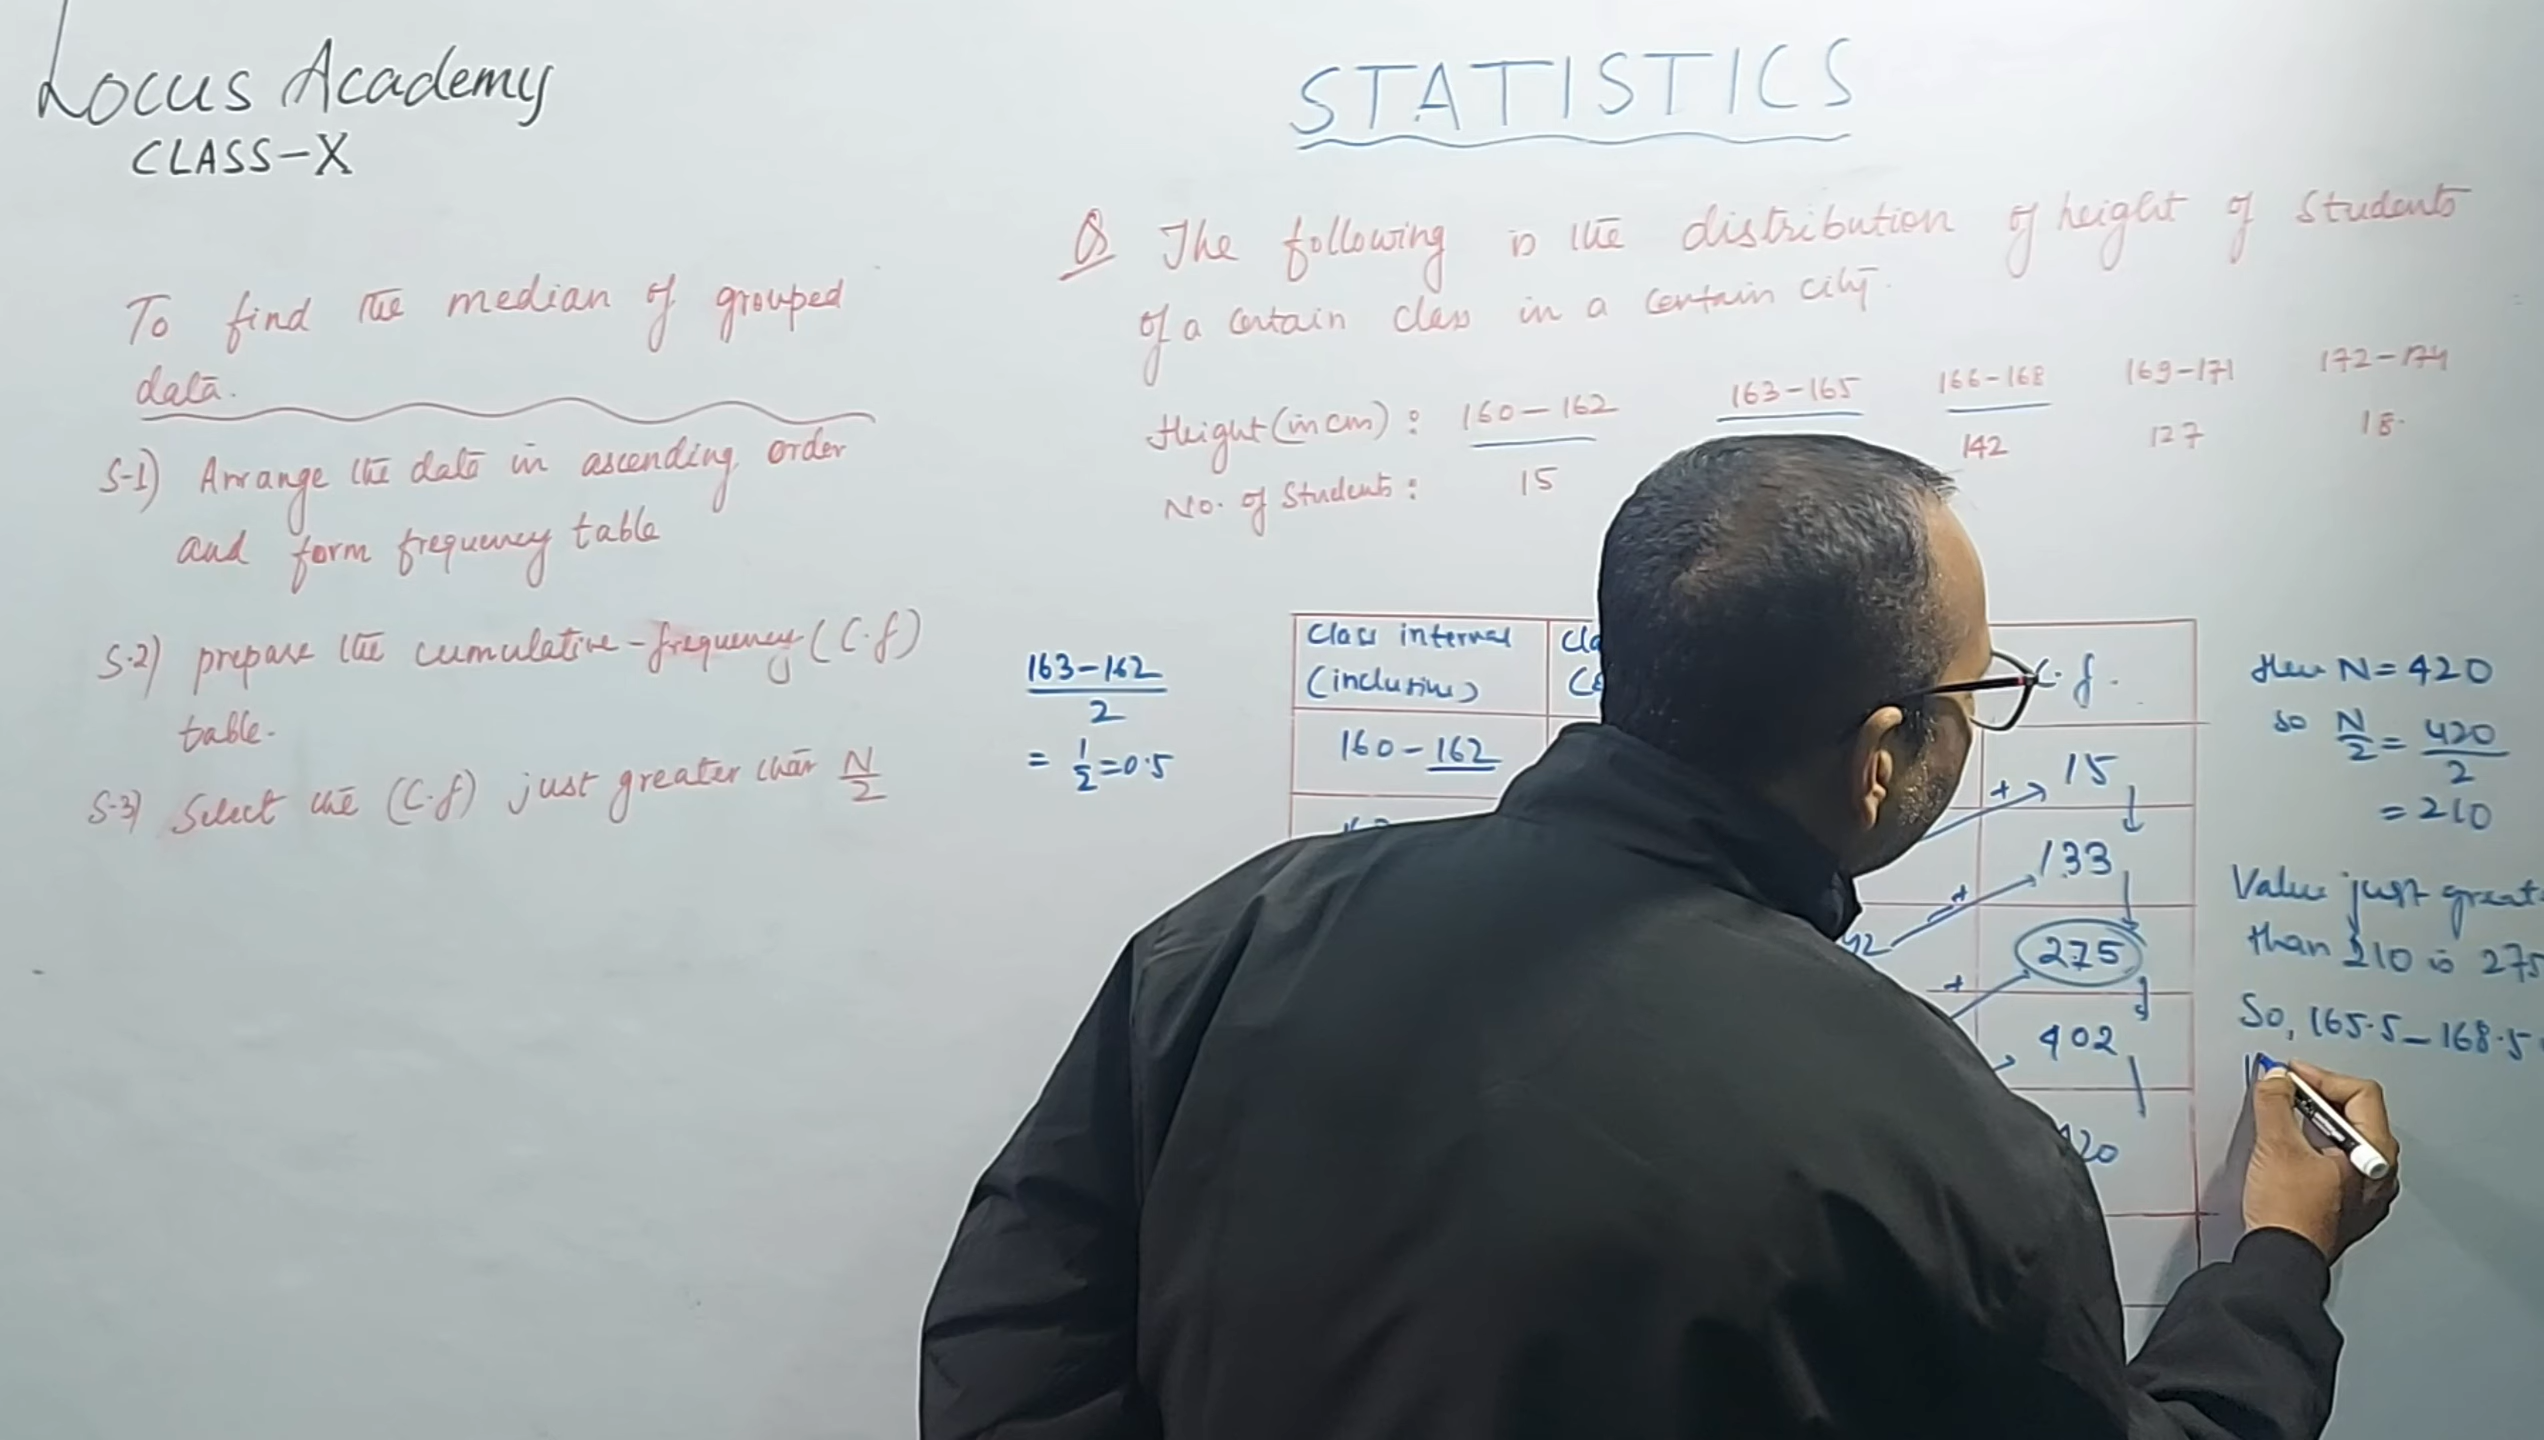 Locus Academy
CLASS-X
STATISTICS
To find the median of grouped
data.
S-1) Arrange the data in ascending order
and form frequency table
S-2) prepare the cumulative-frequency (C.f)
table.
S-3) Select the (C.f) just greater than N/2
Q The following is the distribution of height of students
of a certain class in a certain city.
Height (in cm) : 160-162 163-165 166-168 169-171 172-174
No. of Students : 15 142 127 18.
163-162/2
= 1/2 = 0.5
Class interval
(inclusive)
C.f.
160-162 15
133
42 275
402
420
N = 420
so N/2 = 420/2
= 210
Value just
than 210 is 275
So, 165.5-168.5